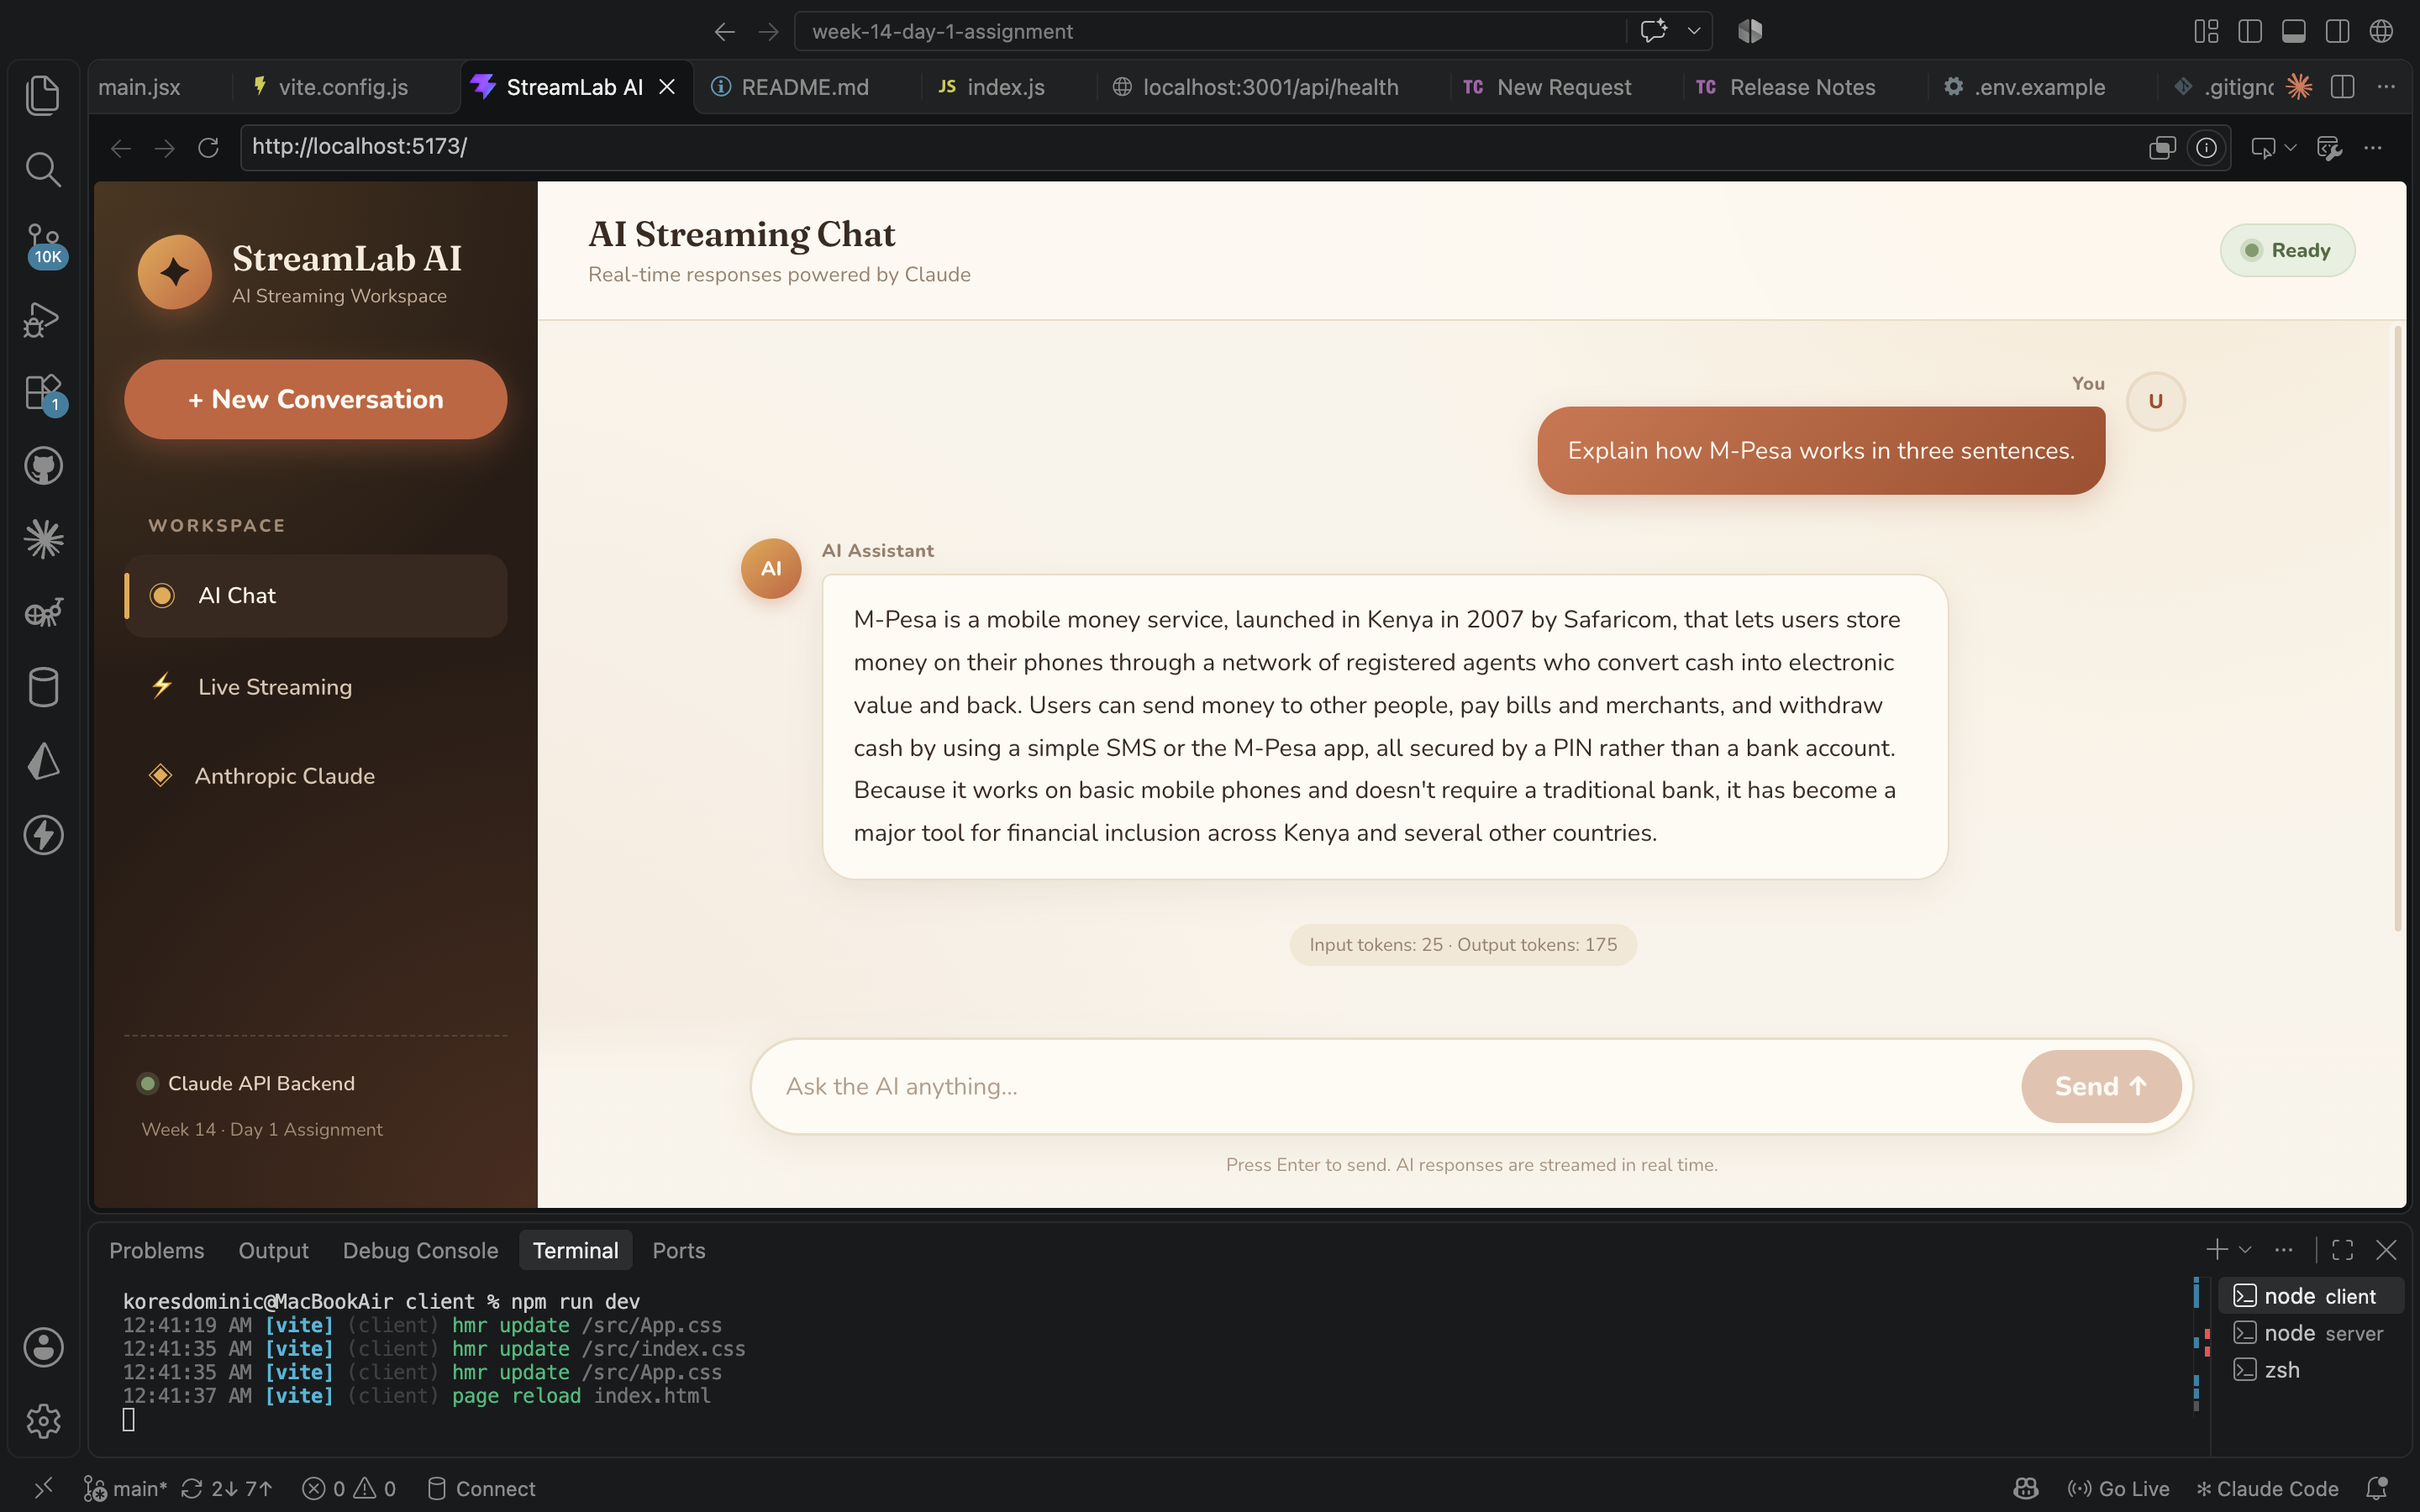 week-14-day-1-assignment
main.jsx
vite.config.js
StreamLab AI
README.md
JS index.js
localhost:3001/api/health
TC New Request
TC Release Notes
.env.example
http://localhost:5173/
10K
1
StreamLab AI
AI Streaming Workspace
+ New Conversation
WORKSPACE
AI Chat
Live Streaming
Anthropic Claude
Claude API Backend
Week 14 · Day 1 Assignment
AI Streaming Chat
Real-time responses powered by Claude
Ready
You
U
Explain how M-Pesa works in three sentences.
AI
AI Assistant
M-Pesa is a mobile money service, launched in Kenya in 2007 by Safaricom, that lets users store
money on their phones through a network of registered agents who convert cash into electronic
value and back. Users can send money to other people, pay bills and merchants, and withdraw
cash by using a simple SMS or the M-Pesa app, all secured by a PIN rather than a bank account.
Because it works on basic mobile phones and doesn't require a traditional bank, it has become a
major tool for financial inclusion across Kenya and several other countries.
Input tokens: 25 · Output tokens: 175
Ask the AI anything...
Send ↑
Press Enter to send. AI responses are streamed in real time.
Problems Output Debug Console Terminal Ports
koresdominic@MacBookAir client % npm run dev
12:41:19 AM [vite] (client) hmr update /src/App.css
12:41:35 AM [vite] (client) hmr update /src/index.css
12:41:35 AM [vite] (client) hmr update /src/App.css
12:41:37 AM [vite] (client) page reload index.html
node client
node server
zsh
main* 2↓ 7↑ 0 0 Connect
Go Live Claude Code